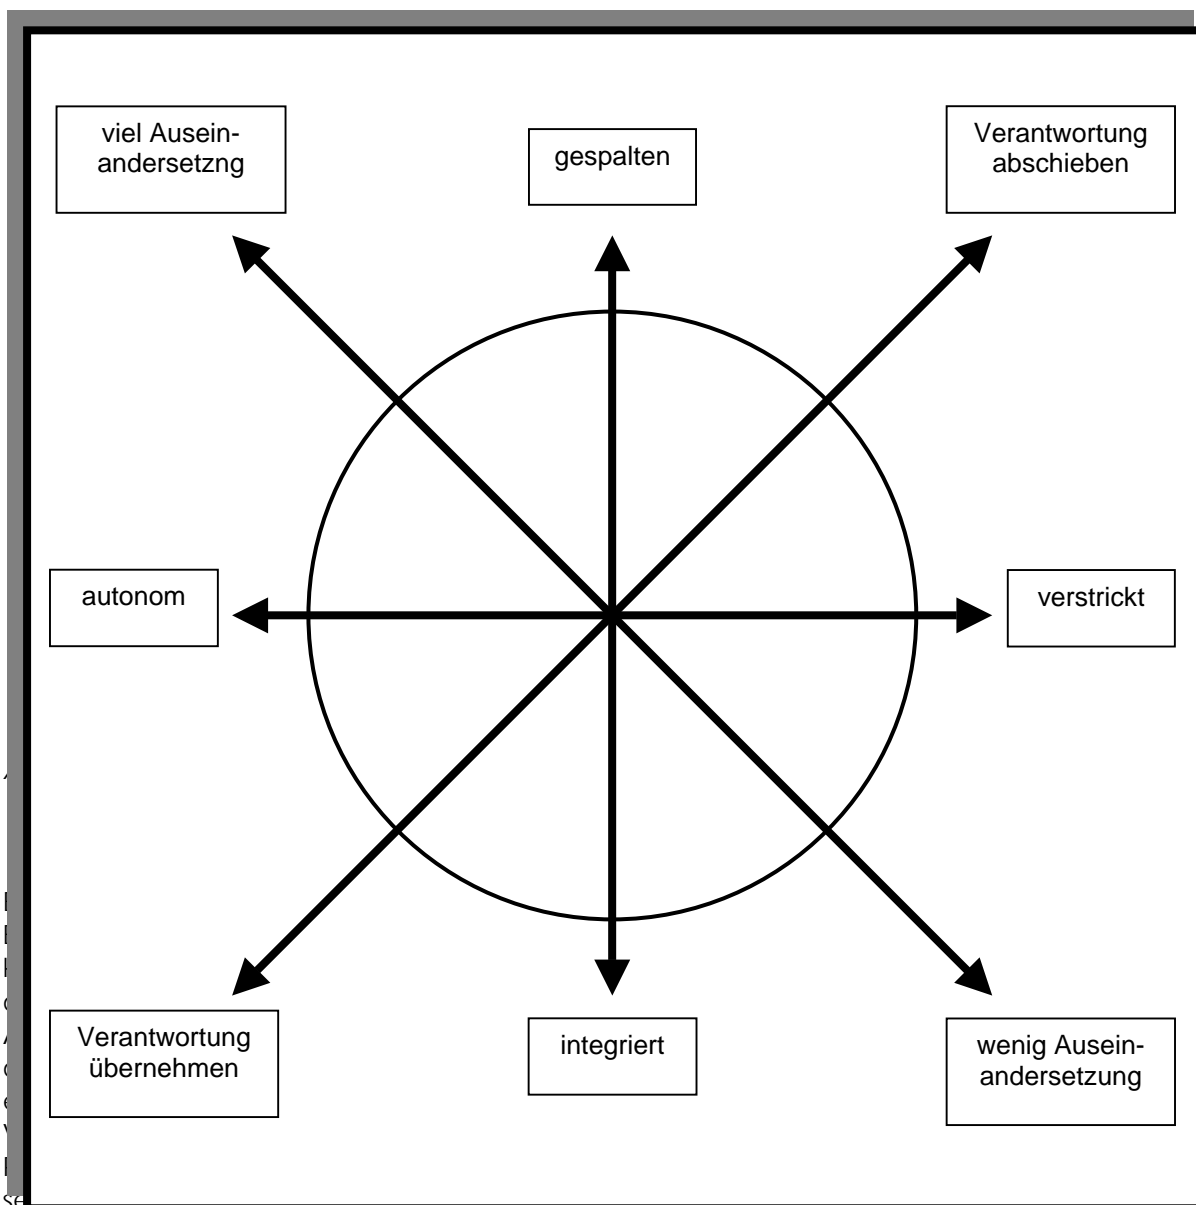 viel Ausein-
andersetzng
gespalten
Verantwortung
abschieben
autonom
verstrickt
Verantwortung
übernehmen
integriert
wenig Ausein-
andersetzung